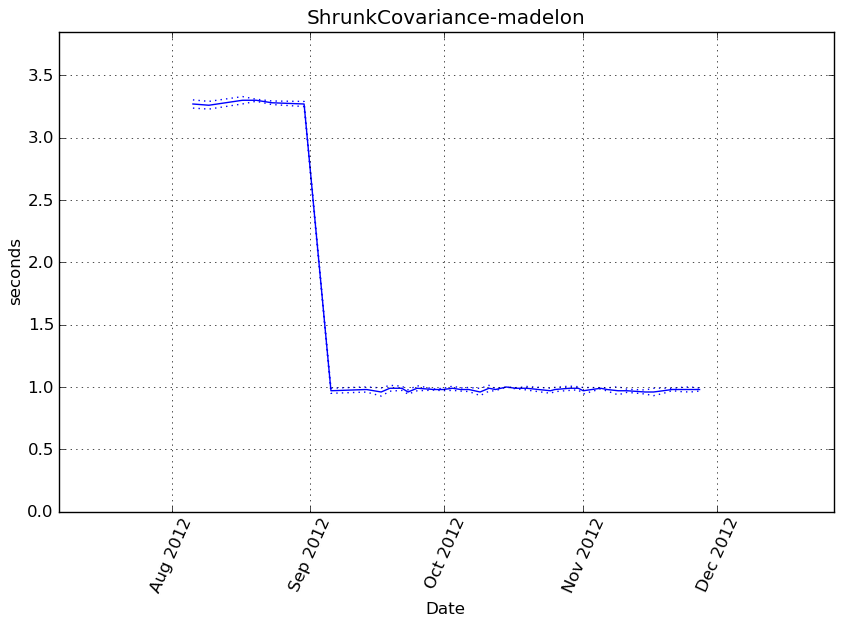 ShrunkCovariance-madelon
3.5
3.0
2.5
2.0
1.5
1.0
0.5
0.0
seconds
Aug 2012
Sep 2012
Oct 2012
Nov 2012
Dec 2012
Date